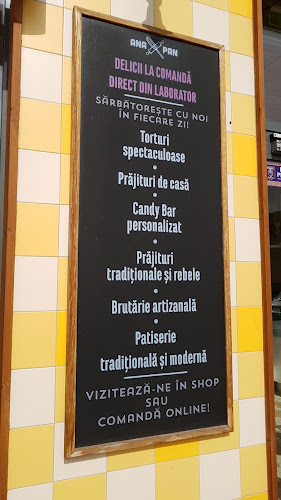 ANA PAN
DELICII LA COMANDĂ
DIRECT DIN LABORATOR
SĂRBĂTOREȘTE CU NOI
ÎN FIECARE ZI!
Torturi
spectaculoase
Prăjituri de casă
Candy Bar
personalizat
Prăjituri
tradiționale și rebele
Brutărie artizanală
Patiserie
tradițională și modernă
VIZITEAZĂ-NE ÎN SHOP
SAU
COMANDĂ ONLINE!